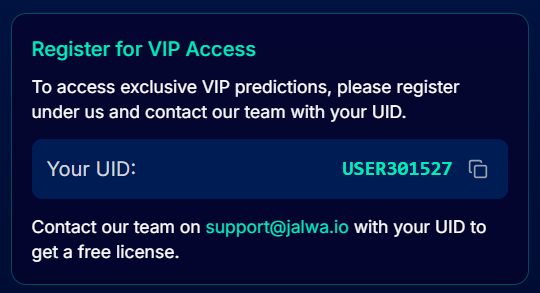 Register for VIP Access
To access exclusive VIP predictions, please register
under us and contact our team with your UID.
Your UID: USER301527
Contact our team on support@jalwa.io with your UID to
get a free license.